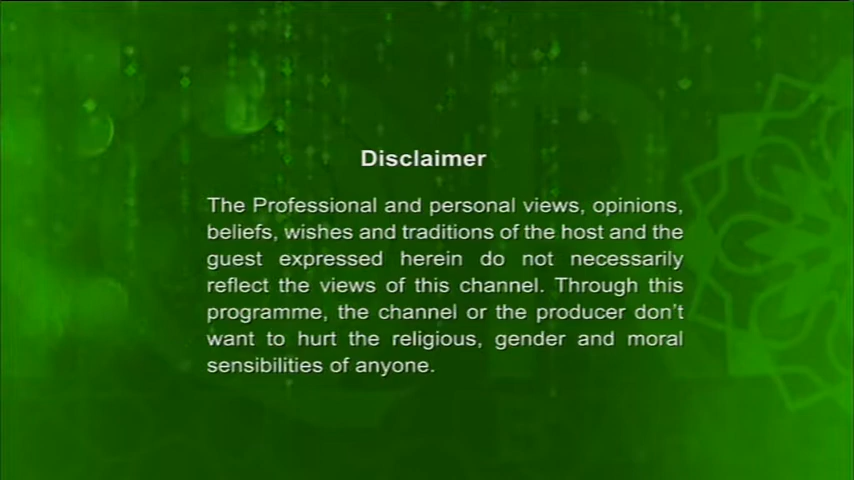 Disclaimer
The Professional and personal views, opinions,
beliefs, wishes and traditions of the host and the
guest expressed herein do not necessarily
reflect the views of this channel. Through this
programme, the channel or the producer don't
want to hurt the religious, gender and moral
sensibilities of anyone.